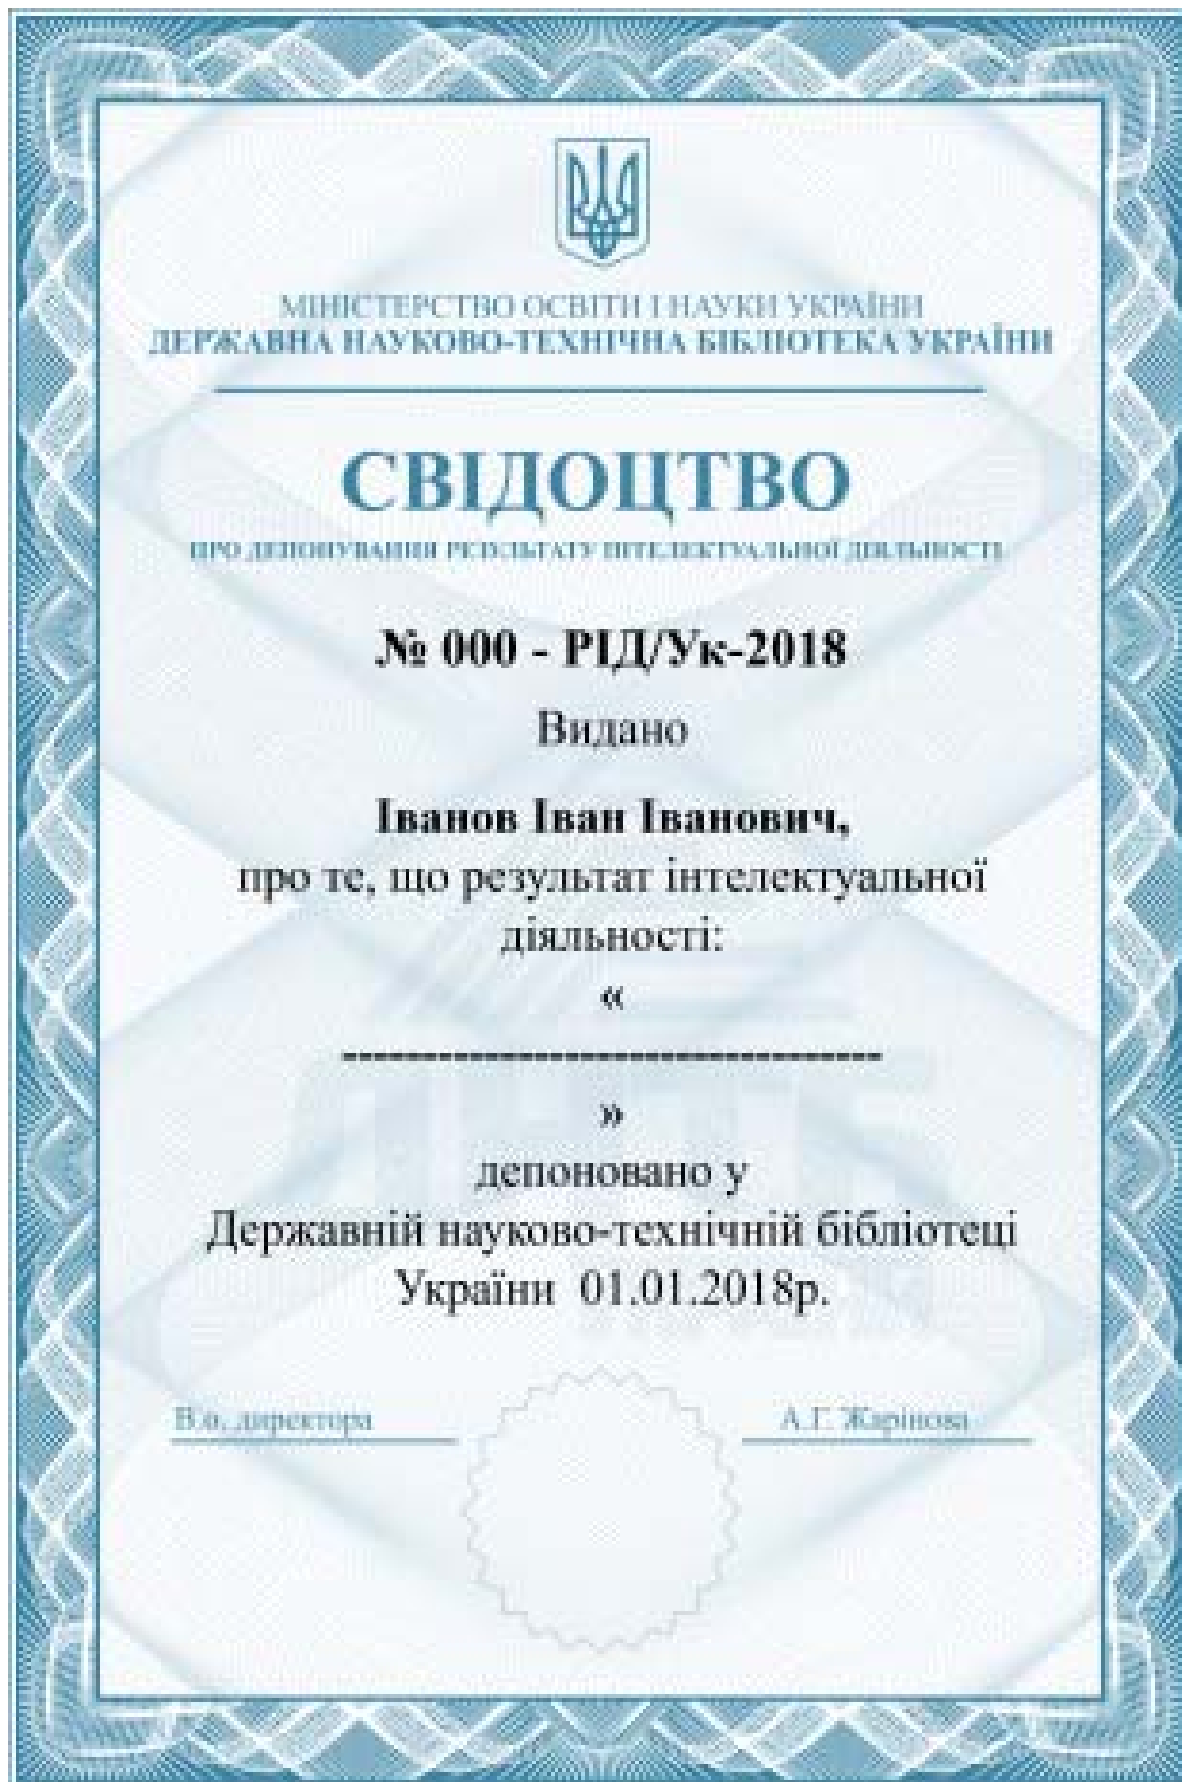 МІНІСТЕРСТВО ОСВІТИ І НАУКИ УКРАЇНИ
ДЕРЖАВНА НАУКОВО-ТЕХНІЧНА БІБЛІОТЕКА УКРАЇНИ
СВІДОЦТВО
ПРО ДЕПОНУВАННЯ РЕЗУЛЬТАТУ ІНТЕЛЕКТУАЛЬНОЇ ДІЯЛЬНОСТІ
№ 000 - РІД/Ук-2018
Видано
Іванов Іван Іванович,
про те, що результат інтелектуальної
діяльності:
«
----------------------------------
»
депоновано у
Державній науково-технічній бібліотеці
України 01.01.2018р.
В.о. директора
А.Г. Жарінова